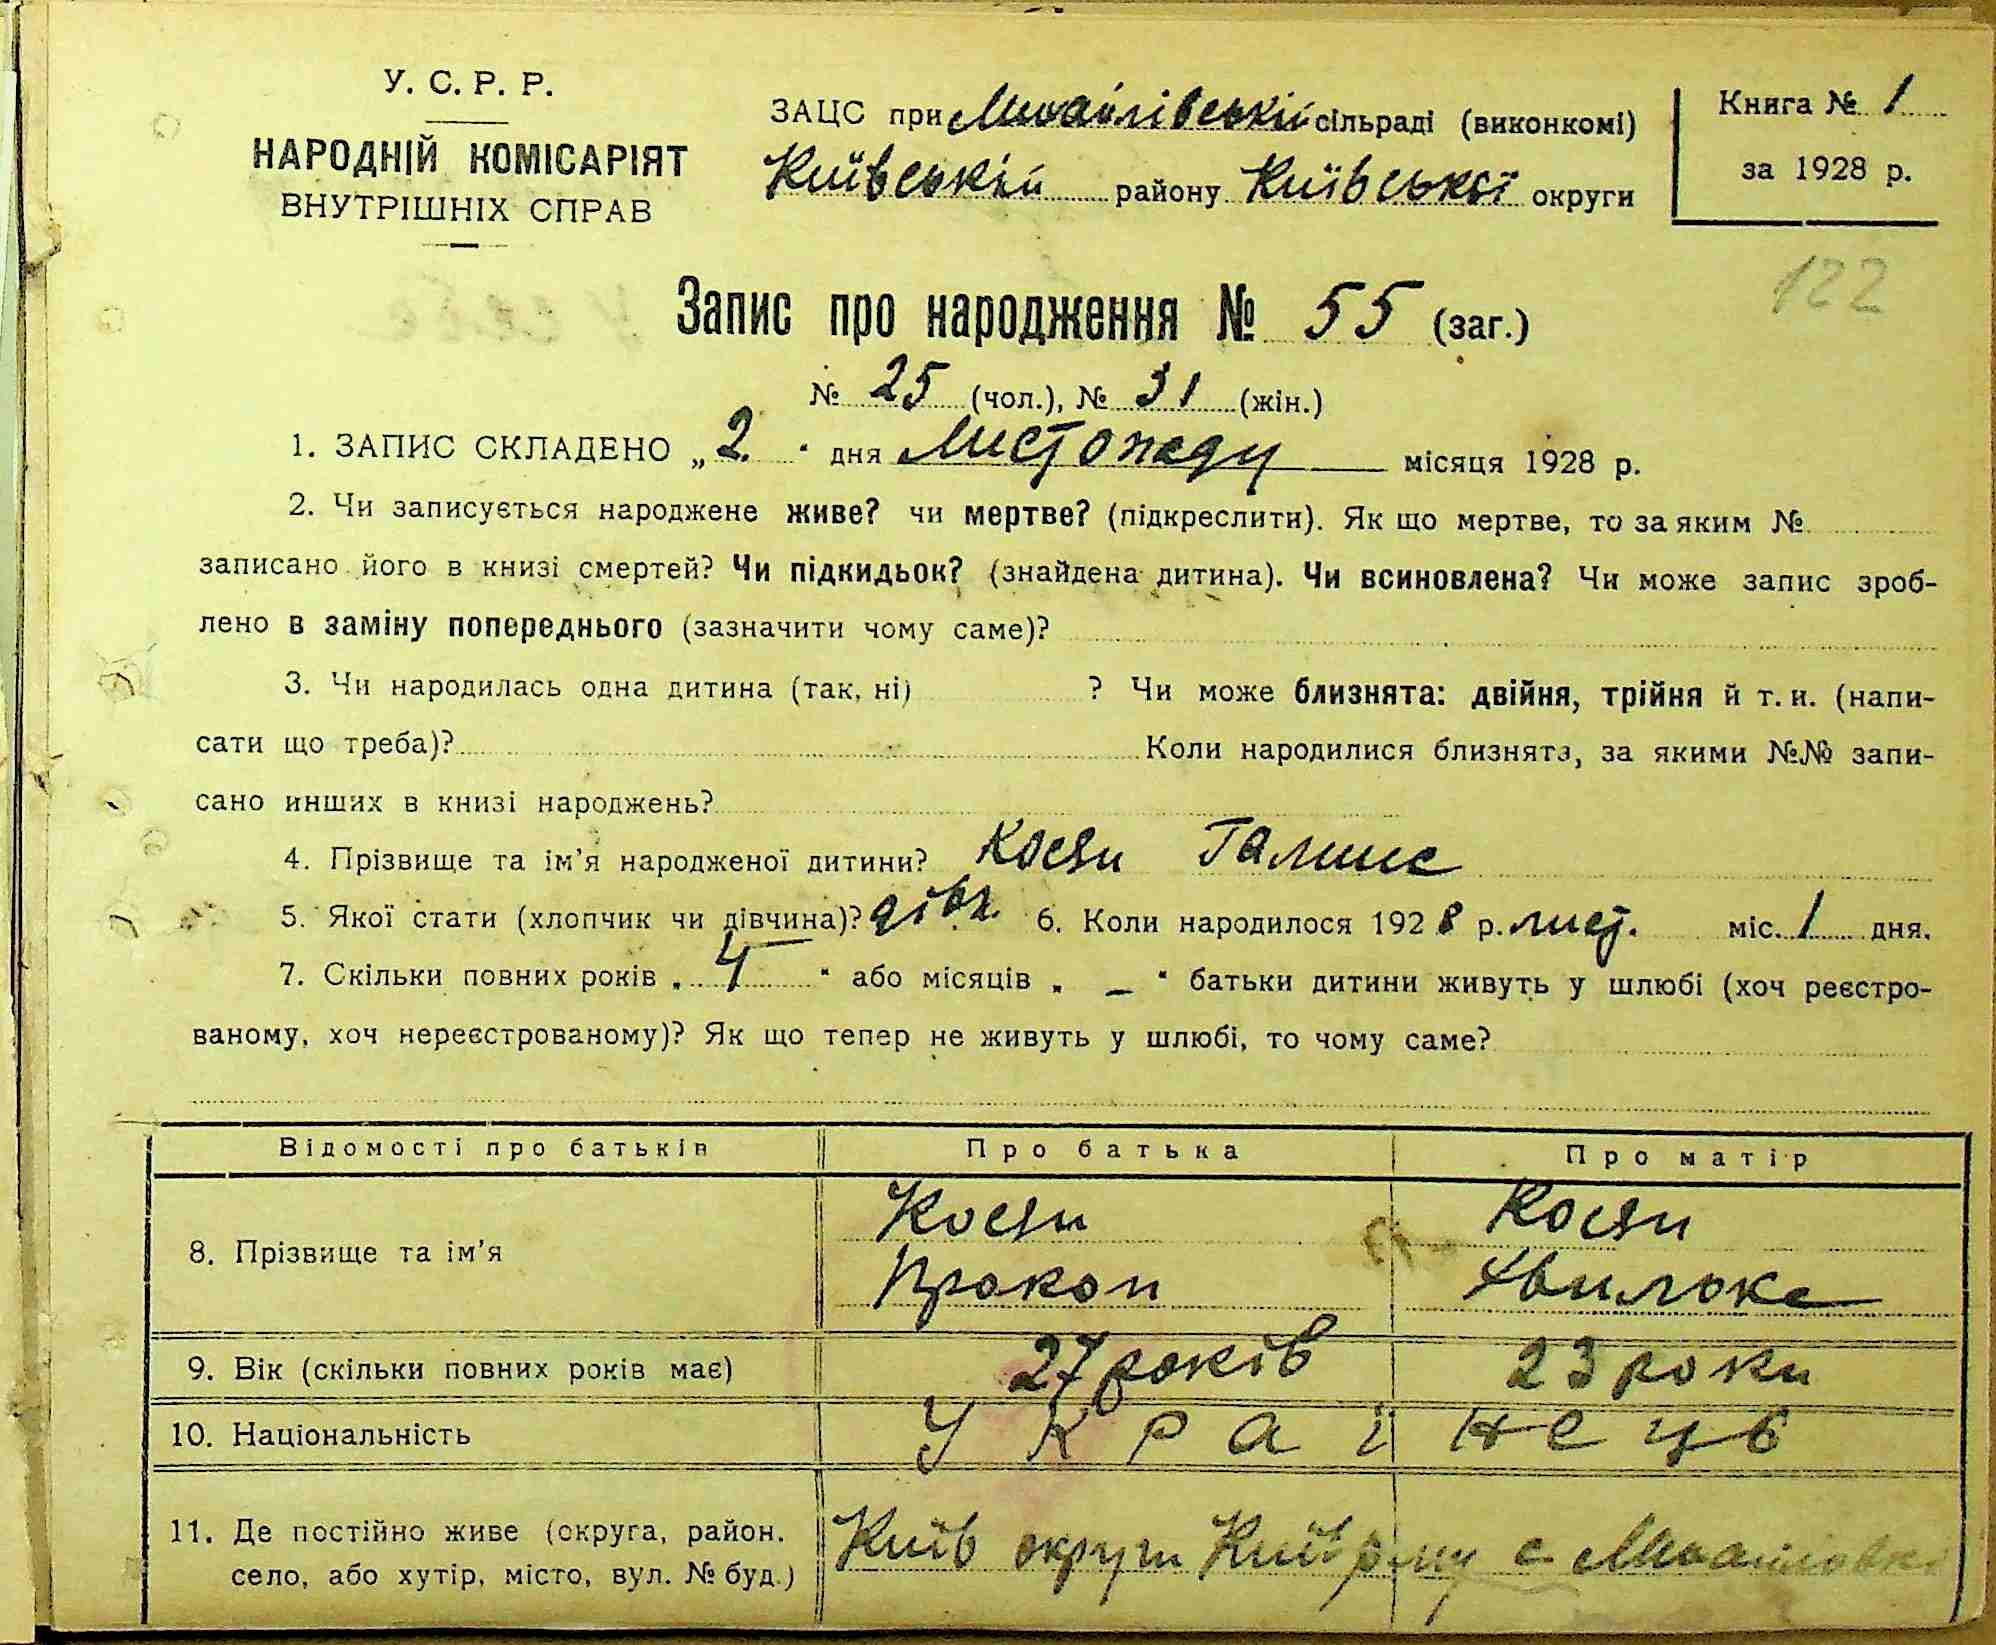 У. С. Р. Р.
НАРОДНІЙ КОМІСАРІЯТ
ВНУТРІШНІХ СПРАВ
ЗАЦС при Михайлівській сільраді (виконкомі)
Київській району Київської округи
Книга № 1
за 1928 р.
122
Запис про народження № 55 (заг.)
№ 25 (чол.), № 31 (жін.)
1. ЗАПИС СКЛАДЕНО „2." дня Листопаду місяця 1928 р.
2. Чи записується народжене живе? чи мертве? (підкреслити). Як що мертве, то за яким №
записано його в книзі смертей? Чи підкидьок? (знайдена дитина). Чи всиновлена? Чи може запис зроб-
лено в заміну попереднього (зазначити чому саме)?
3. Чи народилась одна дитина (так, ні) ? Чи може близнята: двійня, трійня й т. и. (напи-
сати що треба)? Коли народилися близнята, за якими №№ запи-
сано инших в книзі народжень?
4. Прізвище та ім'я народженої дитини? Косяи Галина
5. Якої стати (хлопчик чи дівчина)? дівч. 6. Коли народилося 1928 р. лист. міс. 1 дня.
7. Скільки повних років „4" або місяців „–" батьки дитини живуть у шлюбі (хоч реєстро-
ваному, хоч нереєстрованому)? Як що тепер не живуть у шлюбі, то чому саме?
Відомості про батьків Про батька Про матір
8. Прізвище та ім'я
Косяи Косяи
Прокоп Хвилька
9. Вік (скільки повних років має) 27 років 23 роки
10. Національність Українеця
11. Де постійно живе (округа, район.
село, або хутір, місто, вул. № буд.)
Київ округи Київ р-ну с Михайловка